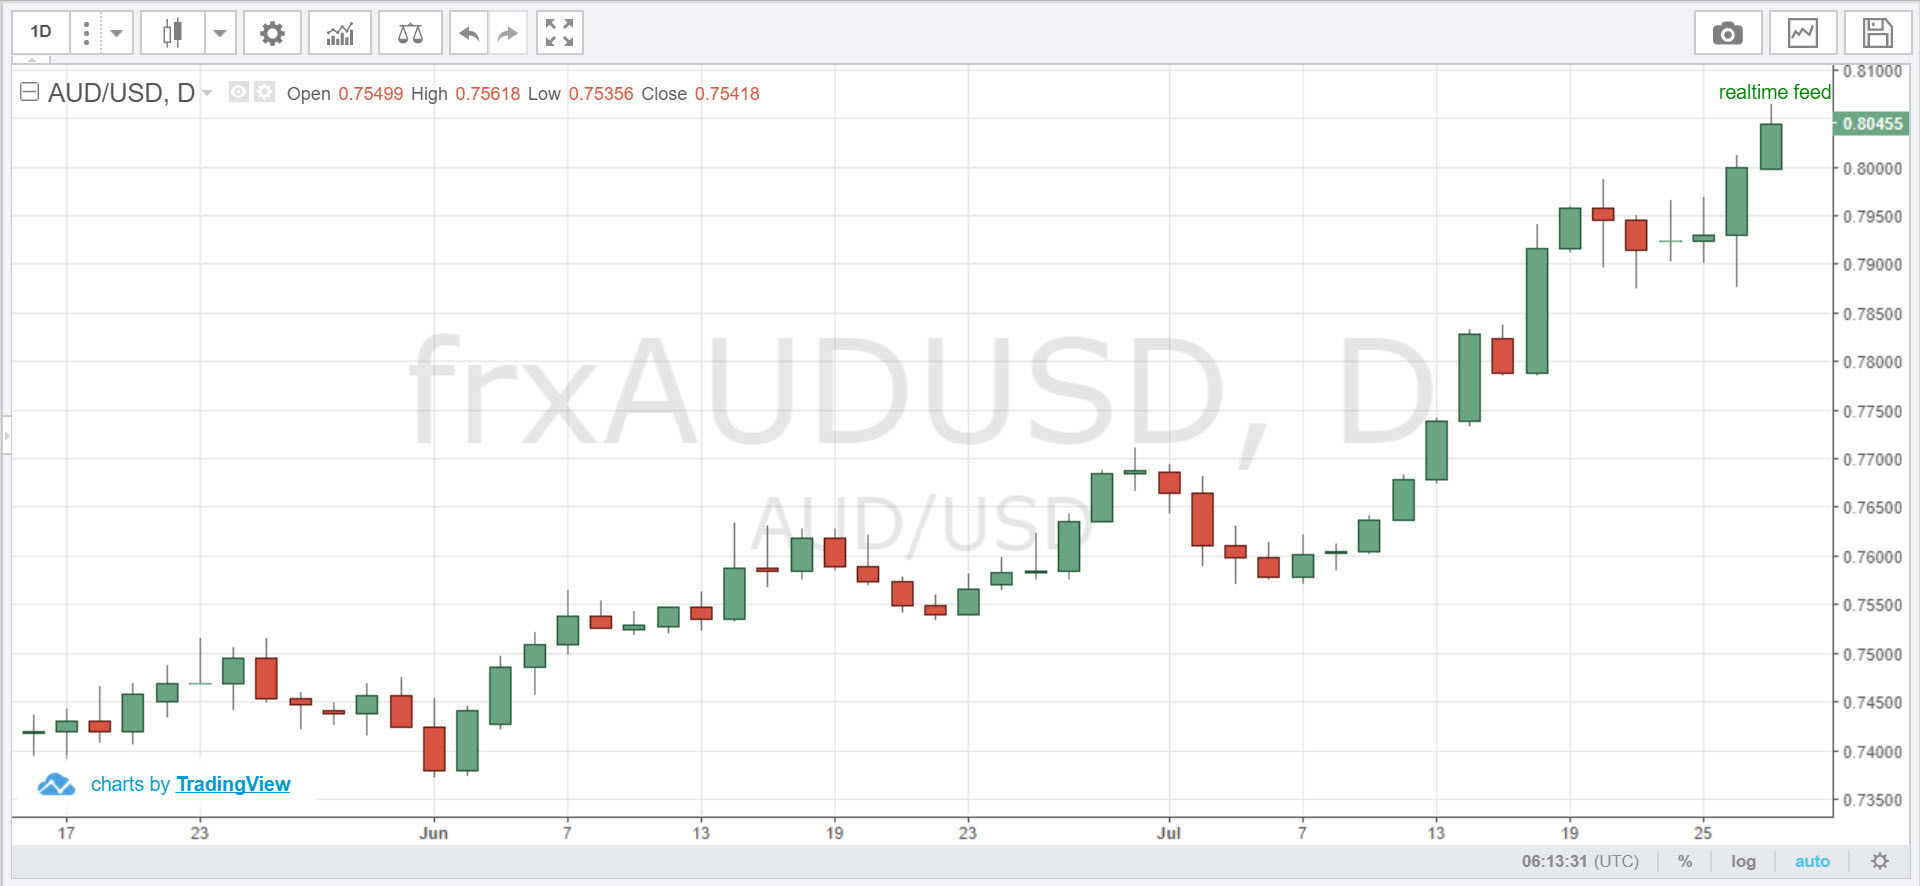 1D
AUD/USD, D Open 0.75499 High 0.75618 Low 0.75356 Close 0.75418
realtime feed
0.81000
0.80455
0.80000
0.79500
0.79000
0.78500
0.78000
0.77500
0.77000
0.76500
0.76000
0.75500
0.75000
0.74500
0.74000
0.73500
frxAUDUSD, D
AUD/USD
charts by TradingView
17 23 Jun 7 13 19 23 Jul 7 13 19 25
06:13:31 (UTC) % log auto